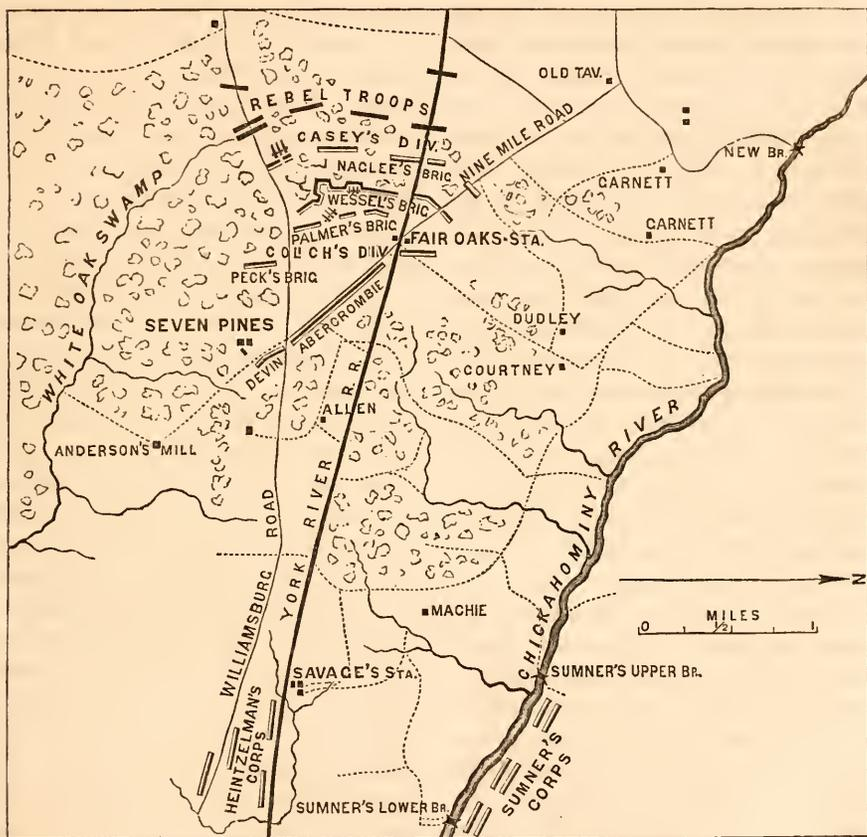 OLD TAV.
REBEL TROOPS
CASEY'S DIV.
NAGLEE'S BRIG
NINE MILE ROAD
NEW BR.
WESSEL'S BRIG
GARNETT
PALMER'S BRIG
GARNETT
FAIR OAKS STA.
COUCH'S DIV
PECK'S BRIG
WHITE OAK SWAMP
ABERCROMBIE
DEVIN
SEVEN PINES
DUDLEY
COURTNEY
R.R.
ALLEN
ANDERSON'S MILL
CHICKAHOMINY RIVER
N
MILES
0 1/2 1
WILLIAMSBURG ROAD
YORK RIVER
MACHIE
SAVAGE'S STA.
SUMNER'S UPPER BR.
HEINTZELMAN'S
CORPS
SUMNER'S
CORPS
SUMNER'S LOWER BR.